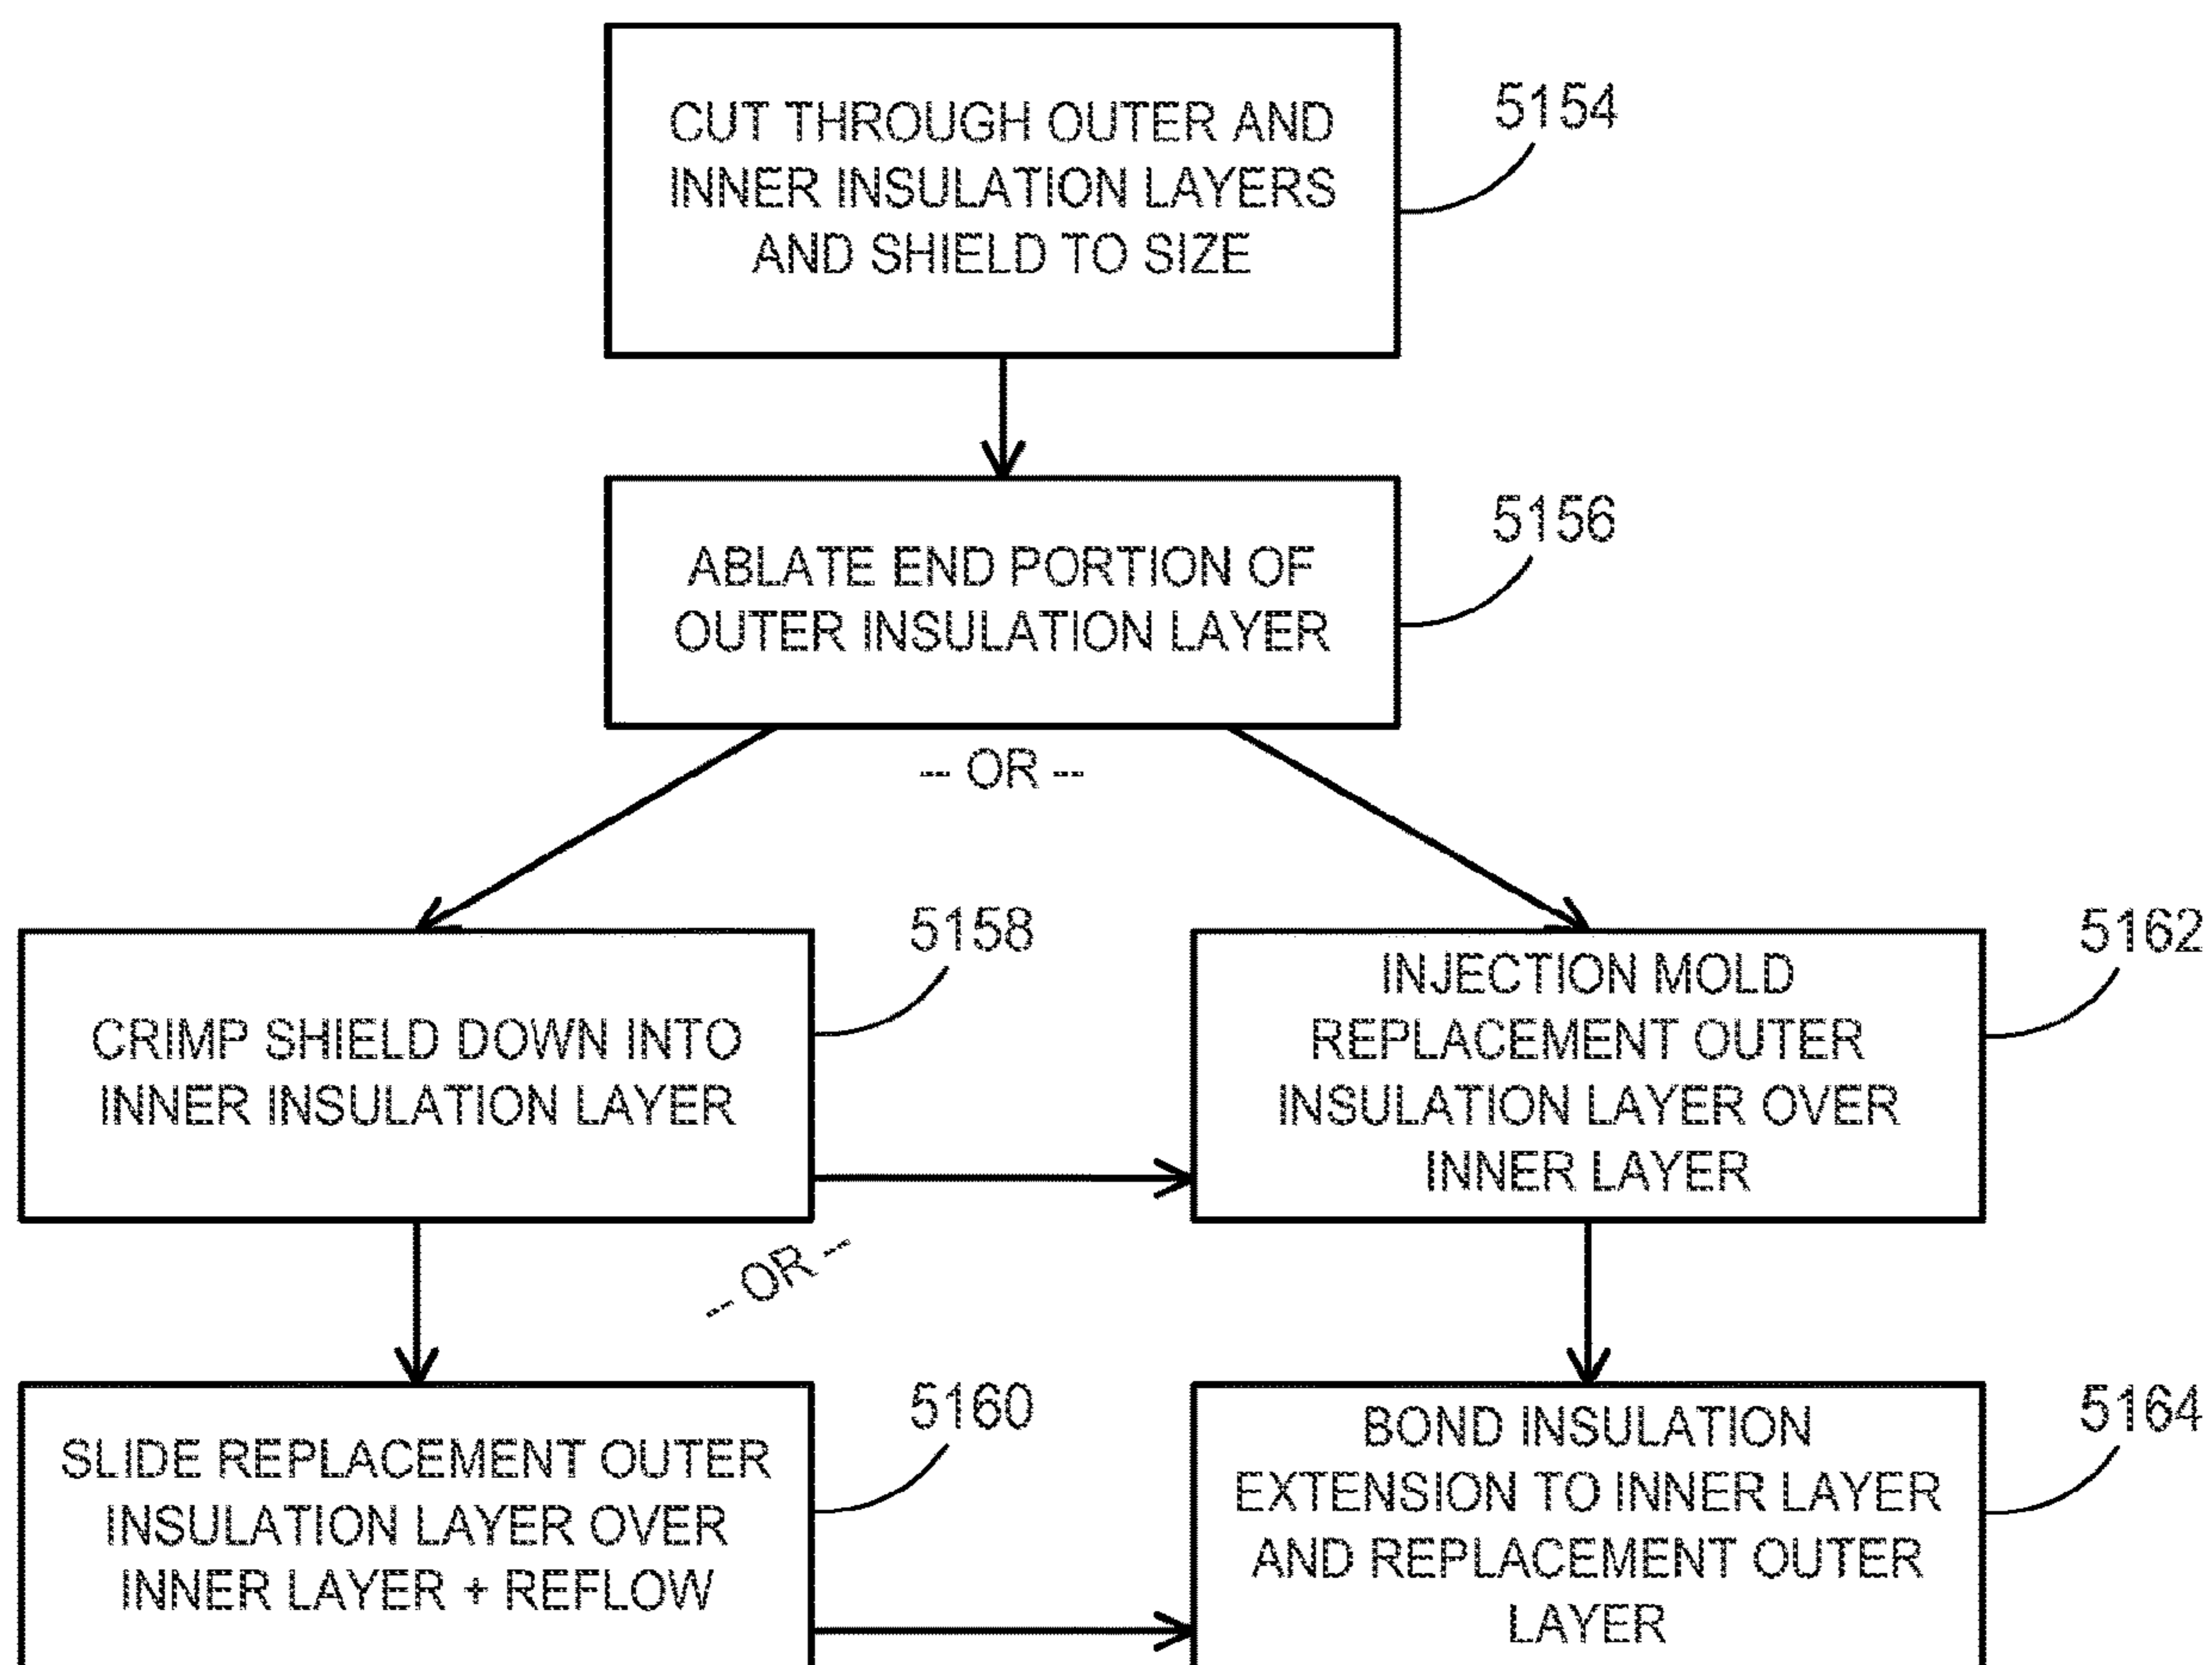 CUT THROUGH OUTER AND
INNER INSULATION LAYERS
AND SHIELD TO SIZE
5154
ABLATE END PORTION OF
OUTER INSULATION LAYER
5156
-- OR --
CRIMP SHIELD DOWN INTO
INNER INSULATION LAYER
5158
INJECTION MOLD
REPLACEMENT OUTER
INSULATION LAYER OVER
INNER LAYER
5162
-- OR --
SLIDE REPLACEMENT OUTER
INSULATION LAYER OVER
INNER LAYER + REFLOW
5160
BOND INSULATION
EXTENSION TO INNER LAYER
AND REPLACEMENT OUTER
LAYER
5164